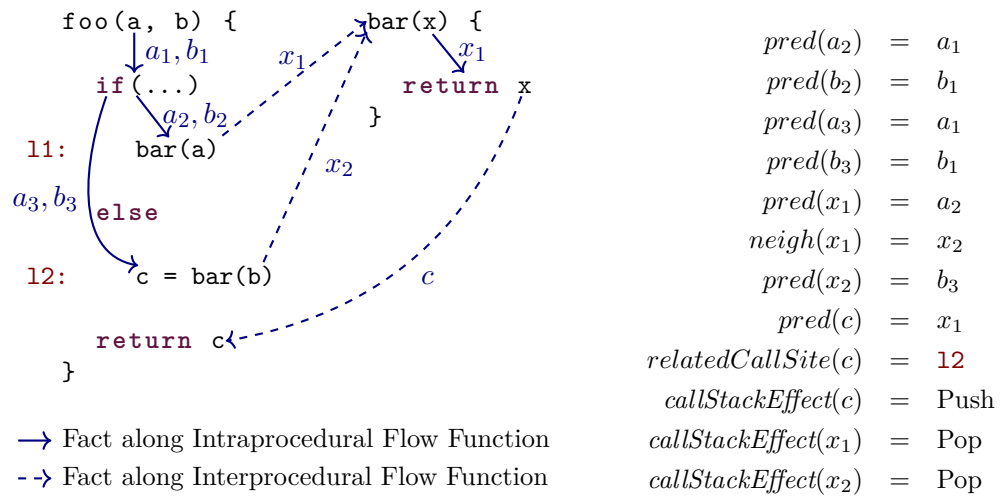 foo(a, b) {
a₁, b₁
if(...)
a₂, b₂
l1: bar(a)
a₃, b₃
else
l2: c = bar(b)
return c
}
x₁
x₂
bar(x) {
x₁
return x
}
c
Fact along Intraprocedural Flow Function
Fact along Interprocedural Flow Function
pred(a₂) = a₁
pred(b₂) = b₁
pred(a₃) = a₁
pred(b₃) = b₁
pred(x₁) = a₂
neigh(x₁) = x₂
pred(x₂) = b₃
pred(c) = x₁
relatedCallSite(c) = l2
callStackEffect(c) = Push
callStackEffect(x₁) = Pop
callStackEffect(x₂) = Pop